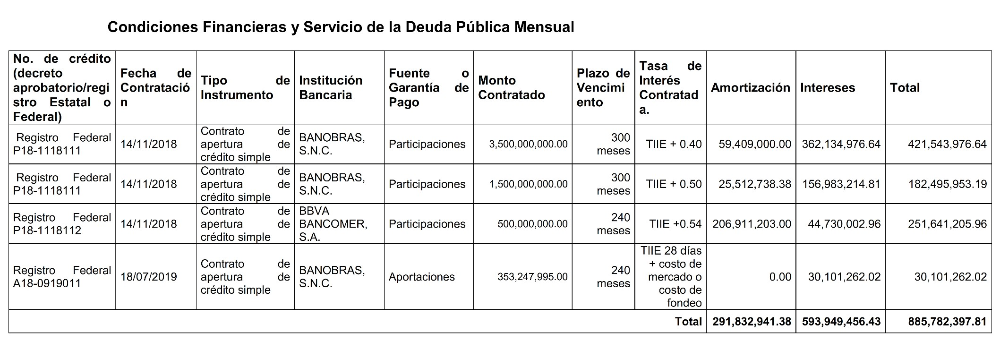 Condiciones Financieras y Servicio de la Deuda Pública Mensual
No. de crédito
(decreto
aprobatorio/regi
stro Estatal o
Federal)
Fecha de
Contratació
n
Tipo de
Instrumento
Institución
Bancaria
Fuente o
Garantía de
Pago
Monto
Contratado
Plazo de
Vencimi
ento
Tasa de
Interés
Contratad
a.
Amortización
Intereses
Total
Registro Federal
P18-1118111
14/11/2018
Contrato de
apertura de
crédito simple
BANOBRAS,
S.N.C.
Participaciones
3,500,000,000.00
300
meses
TIIE + 0.40
59,409,000.00
362,134,976.64
421,543,976.64
Registro Federal
P18-1118111
14/11/2018
Contrato de
apertura de
crédito simple
BANOBRAS,
S.N.C.
Participaciones
1,500,000,000.00
300
meses
TIIE + 0.50
25,512,738.38
156,983,214.81
182,495,953.19
Registro Federal
P18-1118112
14/11/2018
Contrato de
apertura de
crédito simple
BBVA
BANCOMER,
S.A.
Participaciones
500,000,000.00
240
meses
TIIE +0.54
206,911,203.00
44,730,002.96
251,641,205.96
Registro Federal
A18-0919011
18/07/2019
Contrato de
apertura de
crédito simple
BANOBRAS,
S.N.C.
Aportaciones
353,247,995.00
240
meses
TIIE 28 días
+ costo de
mercado o
costo de
fondeo
0.00
30,101,262.02
30,101,262.02
Total
291,832,941.38
593,949,456.43
885,782,397.81